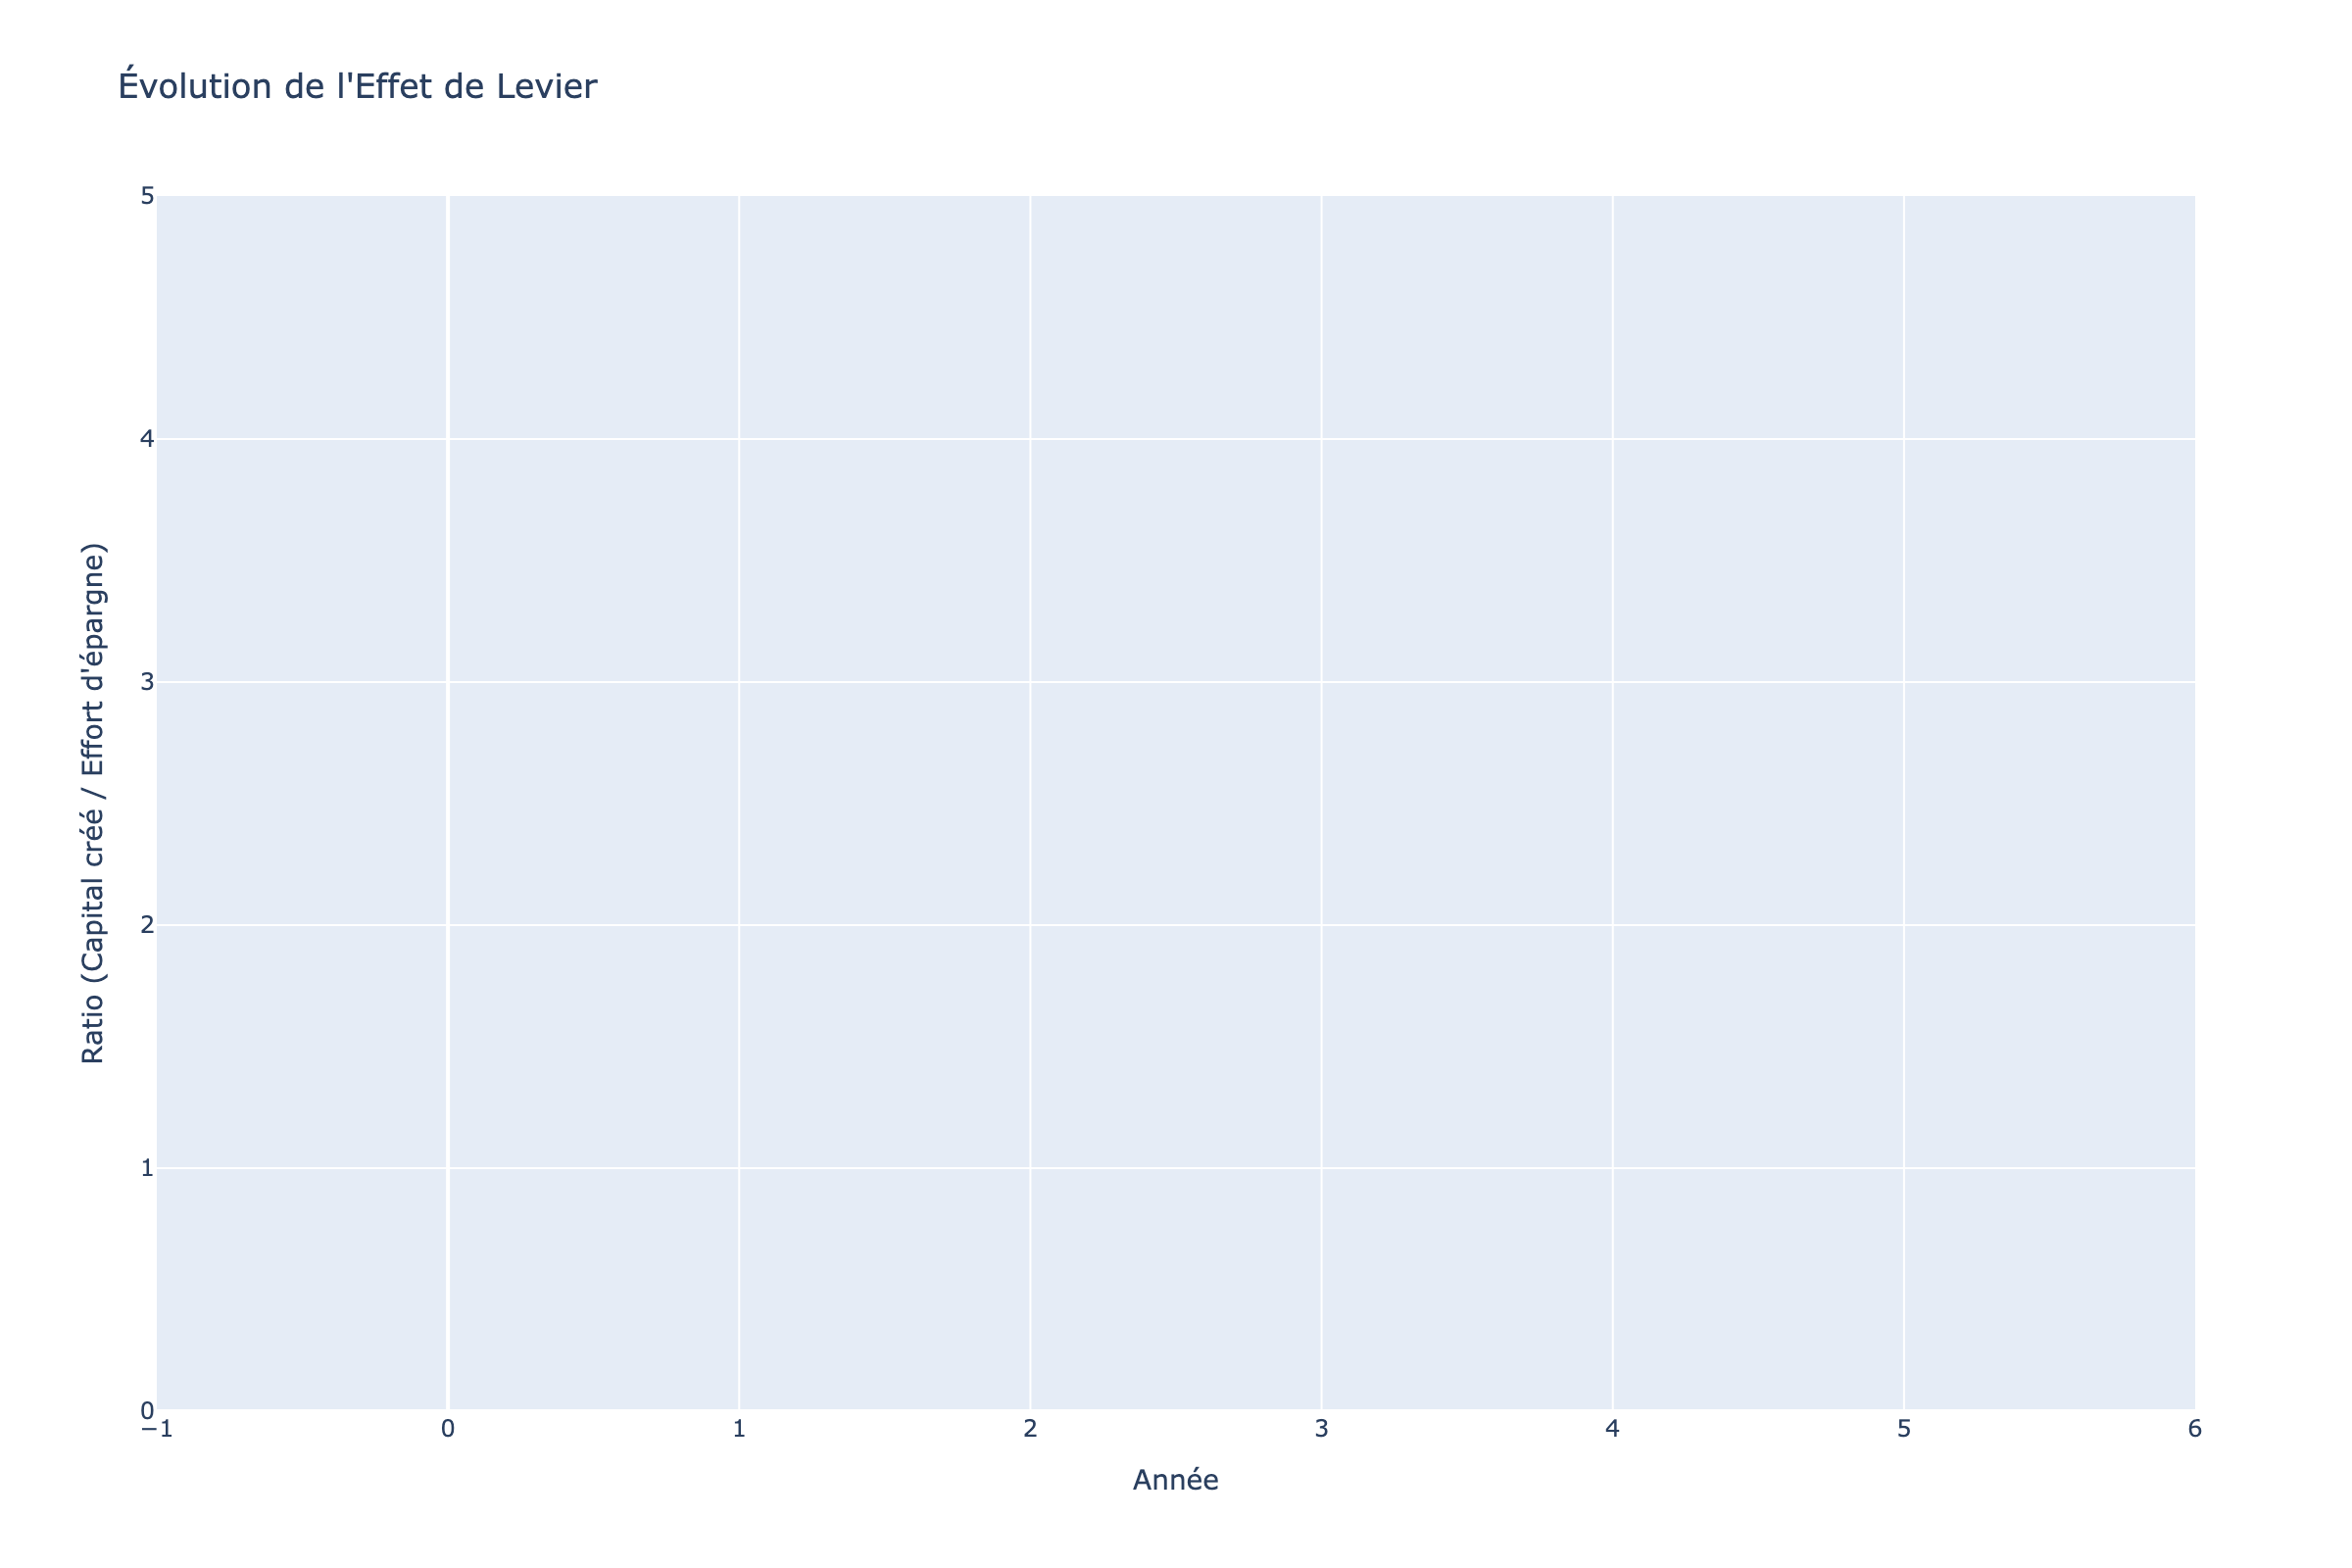 Évolution de l'Effet de Levier
Ratio (Capital créé / Effort d'épargne)
5
4
3
2
1
0
−1 0 1 2 3 4 5 6
Année